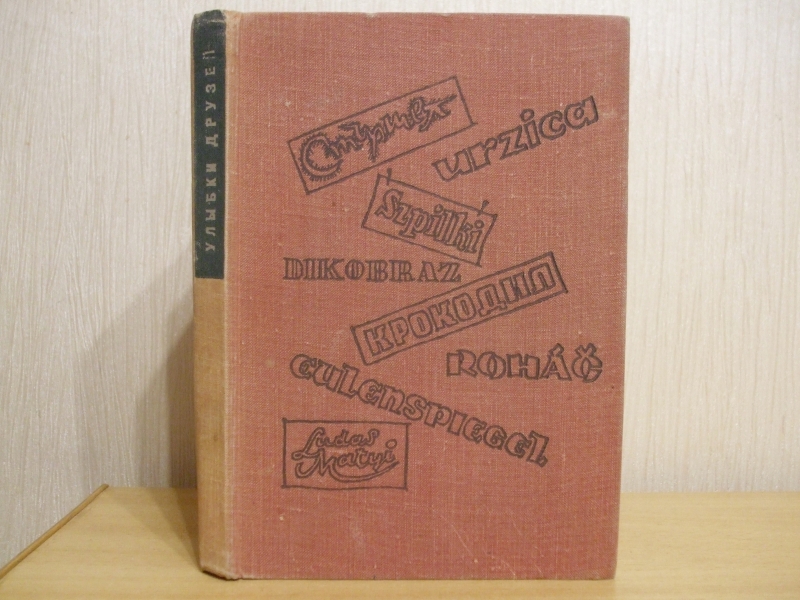 УЛЫБКИ ДРУЗЕЙ
Стършел
urzica
Szpilki
DIKOBRAZ
КРОКОДИЛ
ROHÁČ
EULENSPIEGEL
Ludas
Matyi